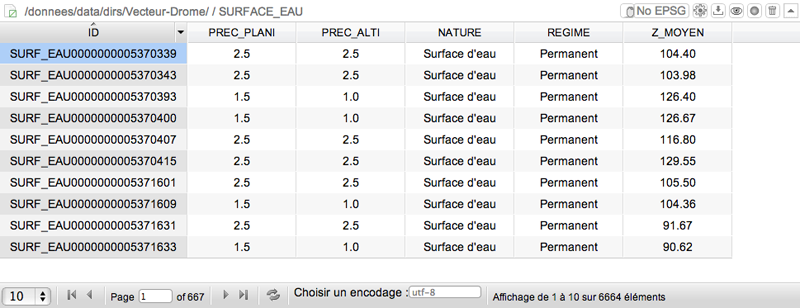 /donnees/data/dirs/Vecteur-Drome/ / SURFACE_EAU No EPSG
ID PREC_PLANI PREC_ALTI NATURE REGIME Z_MOYEN
SURF_EAU0000000005370339 2.5 2.5 Surface d'eau Permanent 104.40
SURF_EAU0000000005370343 2.5 2.5 Surface d'eau Permanent 103.98
SURF_EAU0000000005370393 1.5 1.0 Surface d'eau Permanent 126.40
SURF_EAU0000000005370400 1.5 1.0 Surface d'eau Permanent 126.67
SURF_EAU0000000005370407 2.5 2.5 Surface d'eau Permanent 116.80
SURF_EAU0000000005370415 2.5 2.5 Surface d'eau Permanent 129.55
SURF_EAU0000000005371601 2.5 2.5 Surface d'eau Permanent 105.50
SURF_EAU0000000005371609 1.5 1.0 Surface d'eau Permanent 104.36
SURF_EAU0000000005371631 2.5 2.5 Surface d'eau Permanent 91.67
SURF_EAU0000000005371633 1.5 1.0 Surface d'eau Permanent 90.62
10 Page 1 of 667 Choisir un encodage : utf-8 Affichage de 1 à 10 sur 6664 éléments